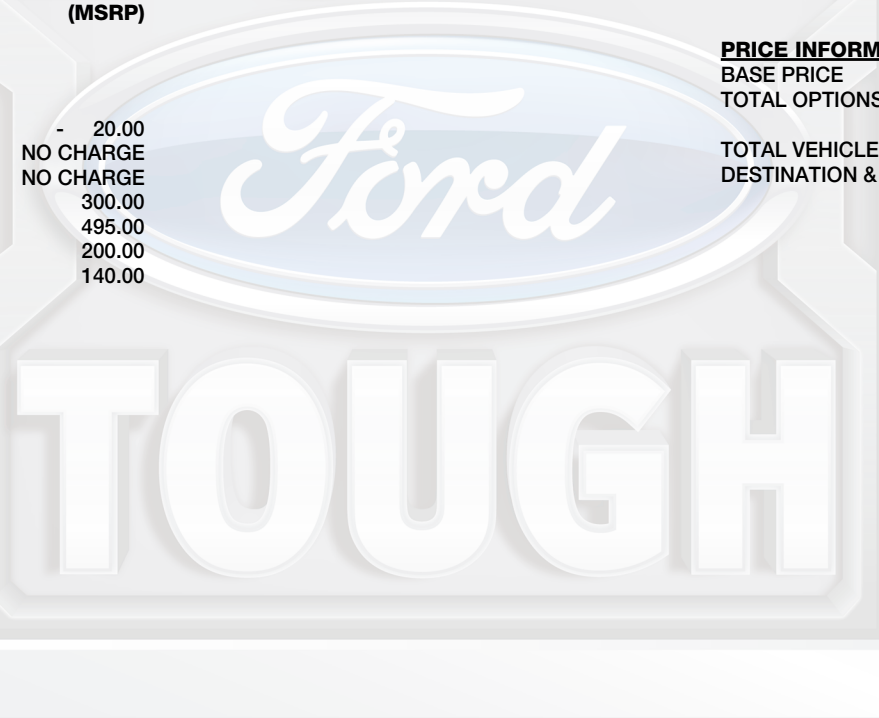 (MSRP)
- 20.00
NO CHARGE
NO CHARGE
300.00
495.00
200.00
140.00
PRICE INFORM
BASE PRICE
TOTAL OPTIONS
TOTAL VEHICLE
DESTINATION &
Ford
TOUGH